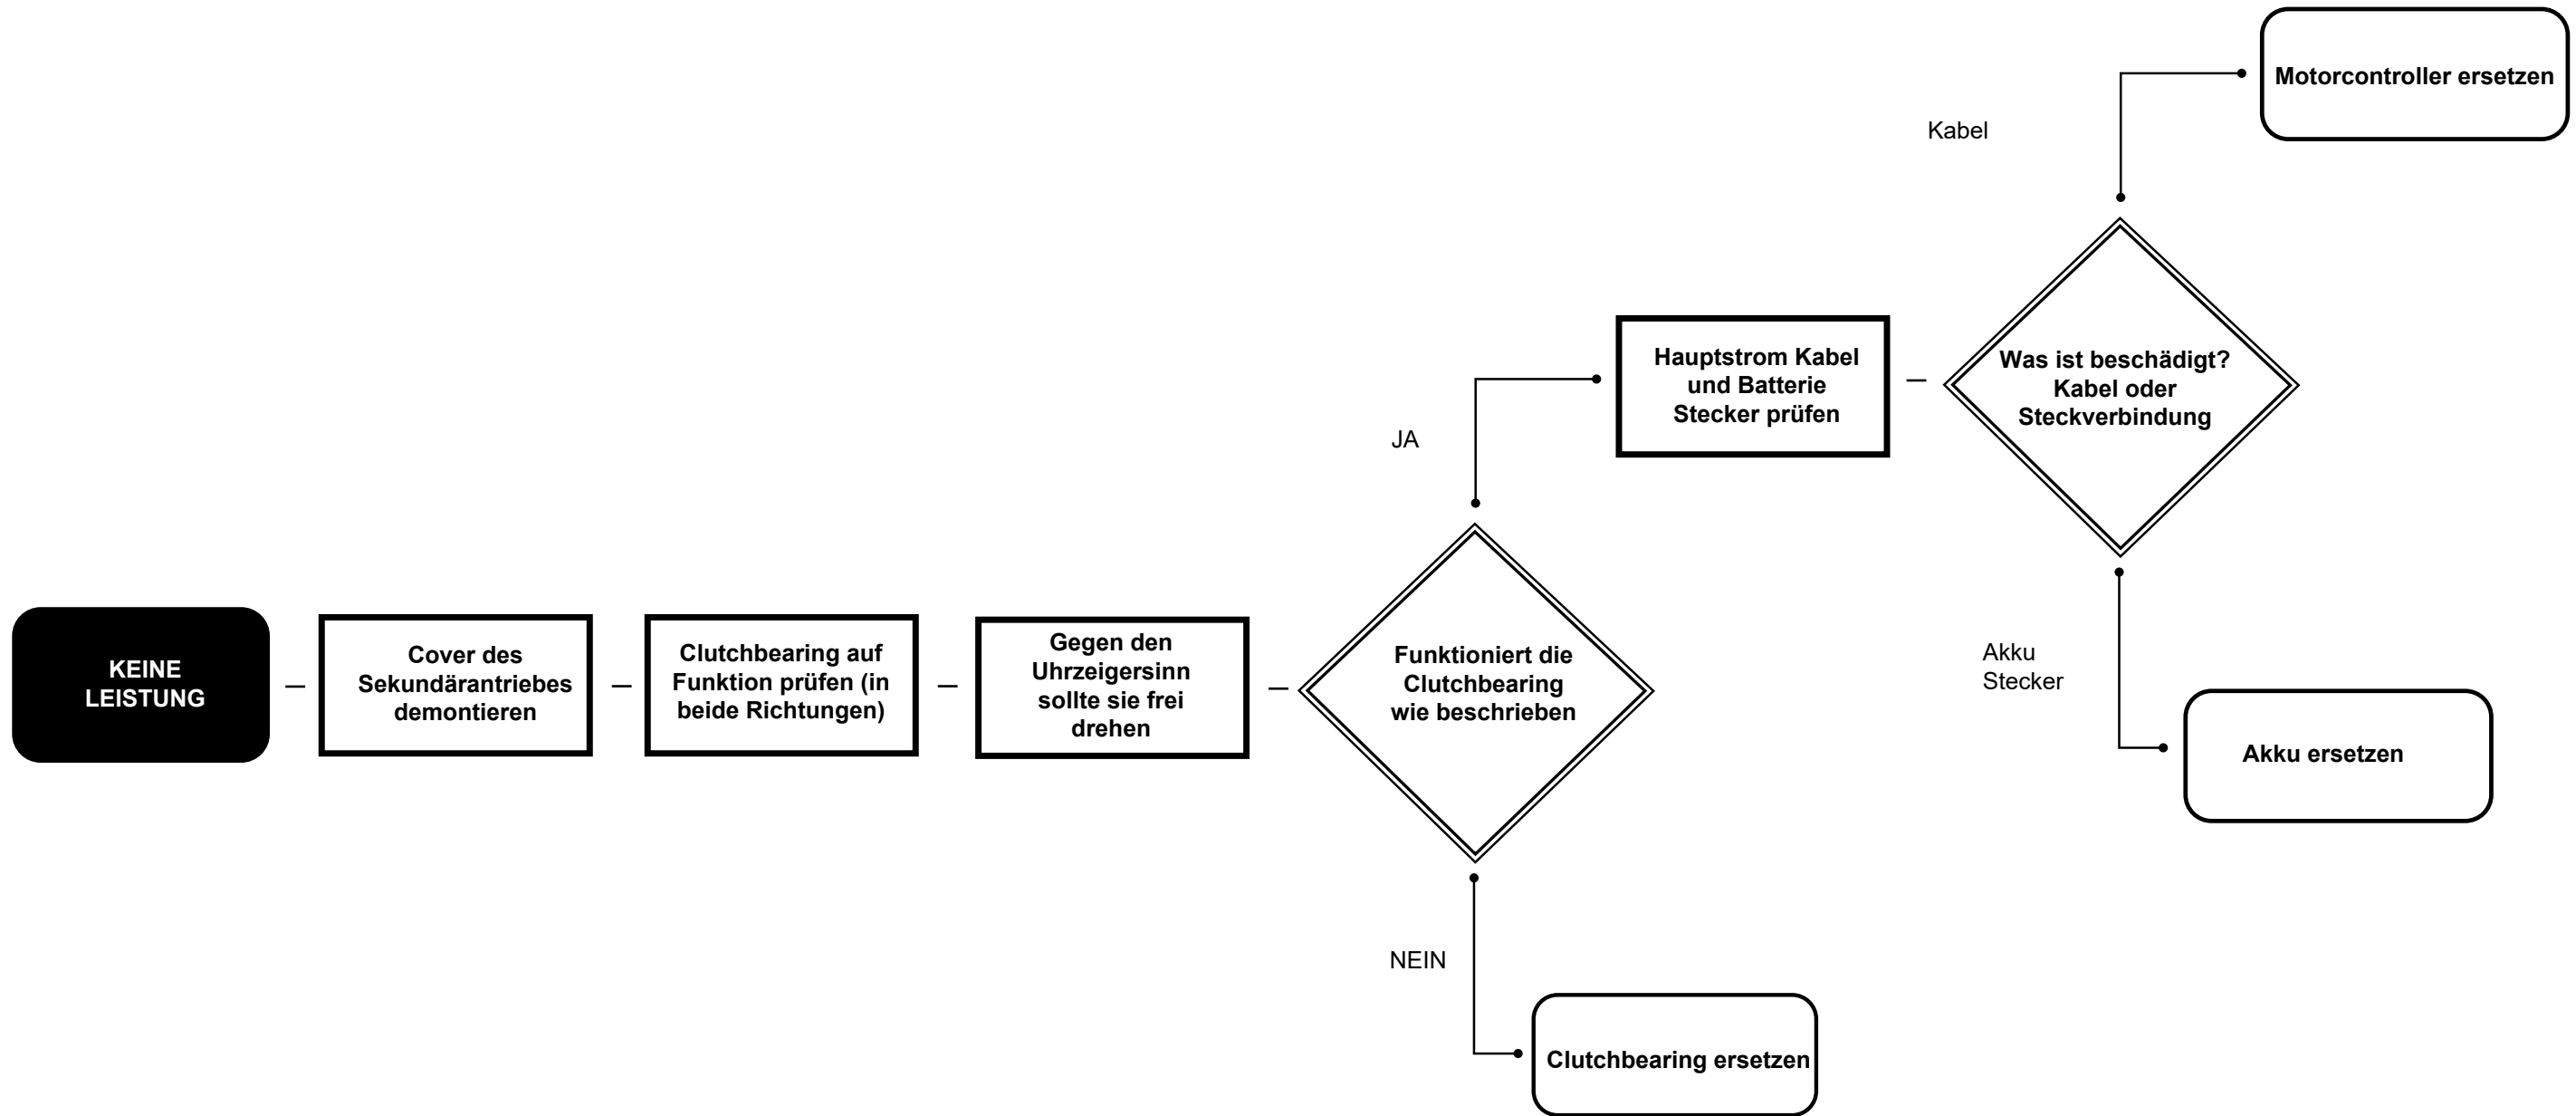 KEINE
LEISTUNG
Cover des
Sekundärantriebes
demontieren
Clutchbearing auf
Funktion prüfen (in
beide Richtungen)
Gegen den
Uhrzeigersinn
sollte sie frei
drehen
Funktioniert die
Clutchbearing
wie beschrieben
JA
Hauptstrom Kabel
und Batterie
Stecker prüfen
Was ist beschädigt?
Kabel oder
Steckverbindung
Kabel
Motorcontroller ersetzen
Akku
Stecker
Akku ersetzen
NEIN
Clutchbearing ersetzen